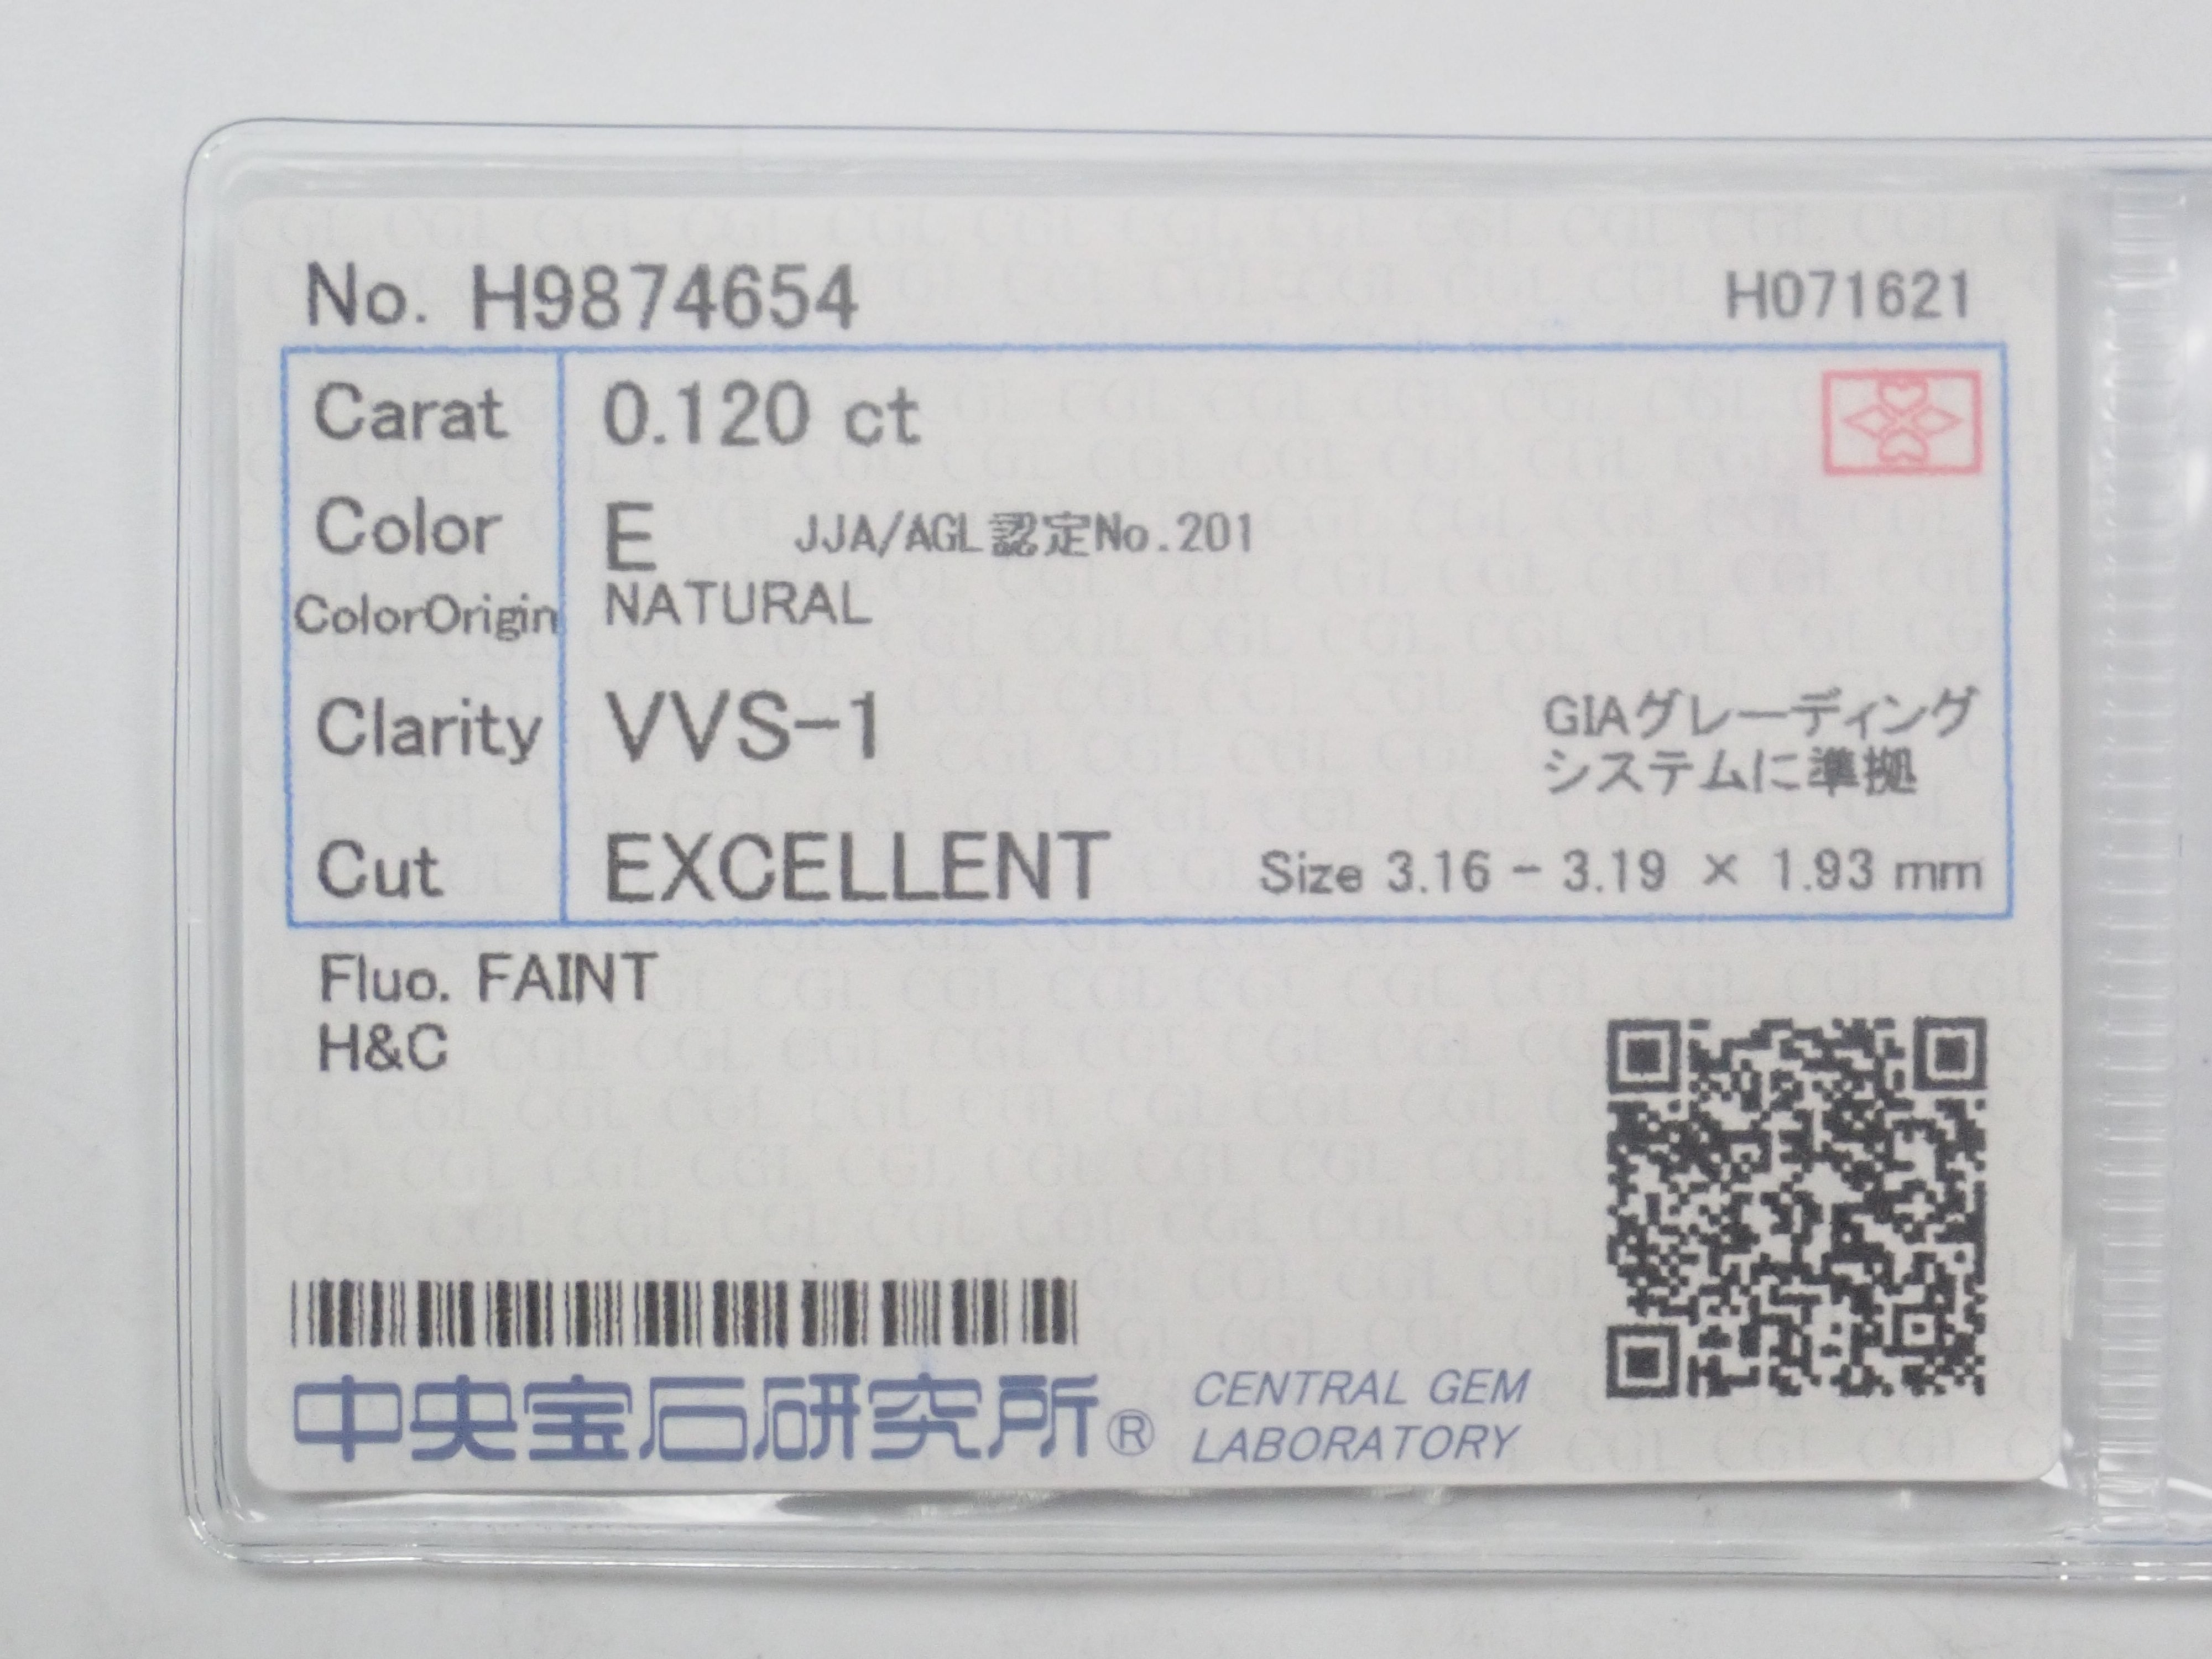 No. H9874654 H071621
Carat 0.120 ct
Color E JJA/AGL認定No.201
ColorOrigin NATURAL
Clarity VVS-1 GIAグレーディング
システムに準拠
Cut EXCELLENT Size 3.16 - 3.19 × 1.93 mm
Fluo. FAINT
H&C
中央宝石研究所® CENTRAL GEM
LABORATORY